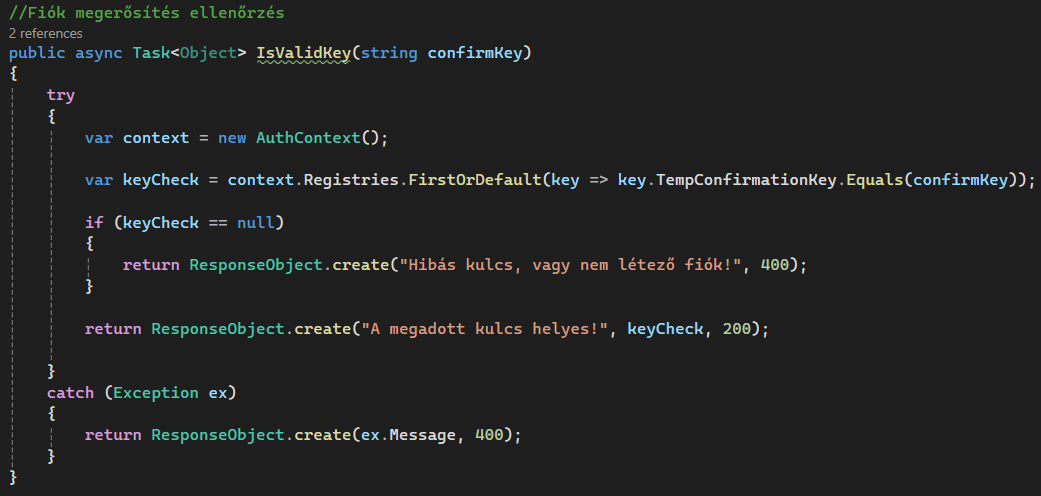 //Fiók megerősítés ellenőrzés
2 references
public async Task<Object> IsValidKey(string confirmKey)
{
    try
    {
        var context = new AuthContext();
        var keyCheck = context.Registries.FirstOrDefault(key => key.TempConfirmationKey.Equals(confirmKey));
        if (keyCheck == null)
        {
            return ResponseObject.create("Hibás kulcs, vagy nem létező fiók!", 400);
        }
        return ResponseObject.create("A megadott kulcs helyes!", keyCheck, 200);
    }
    catch (Exception ex)
    {
        return ResponseObject.create(ex.Message, 400);
    }
}